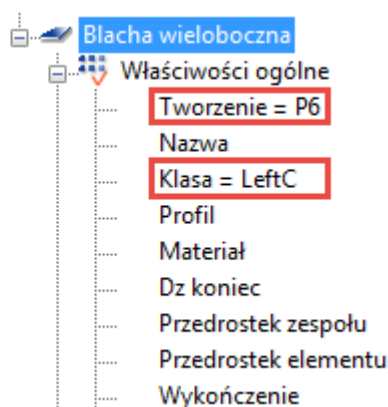 Blacha wieloboczna
Właściwości ogólne
Tworzenie = P6
Nazwa
Klasa = LeftC
Profil
Materiał
Dz koniec
Przedrostek zespołu
Przedrostek elementu
Wykończenie